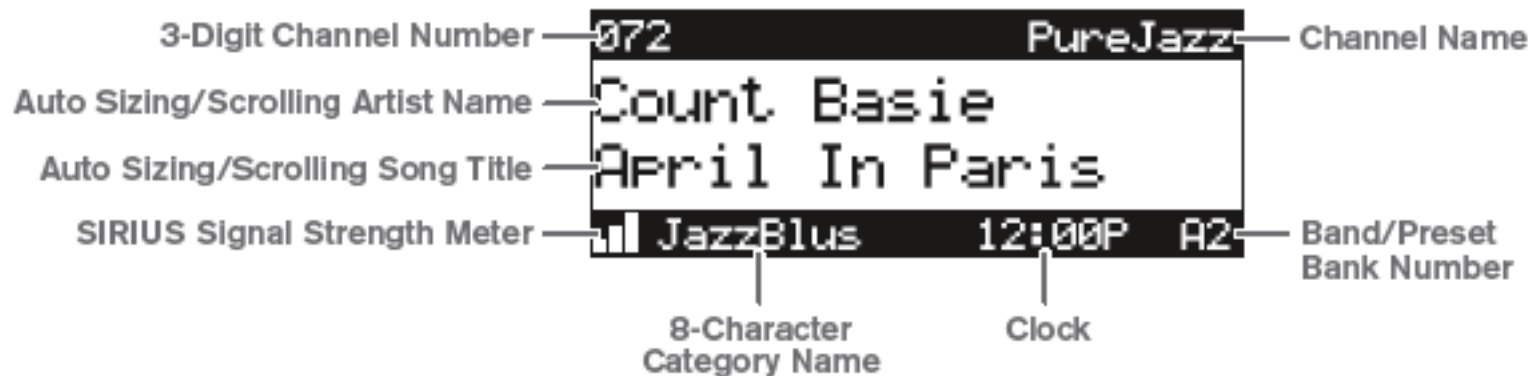 3-Digit Channel Number
072 PureJazz
Channel Name
Auto Sizing/Scrolling Artist Name
Count Basie
Auto Sizing/Scrolling Song Title
April In Paris
SIRIUS Signal Strength Meter
JazzBlus 12:00P A2
Band/Preset
Bank Number
8-Character
Category Name
Clock